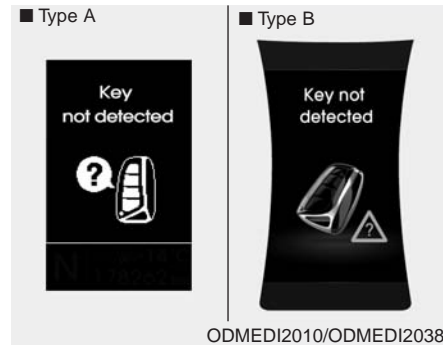 ■ Type A
Key
not detected
?
N
■ Type B
Key not
detected
?
ODMEDI2010/ODMEDI2038